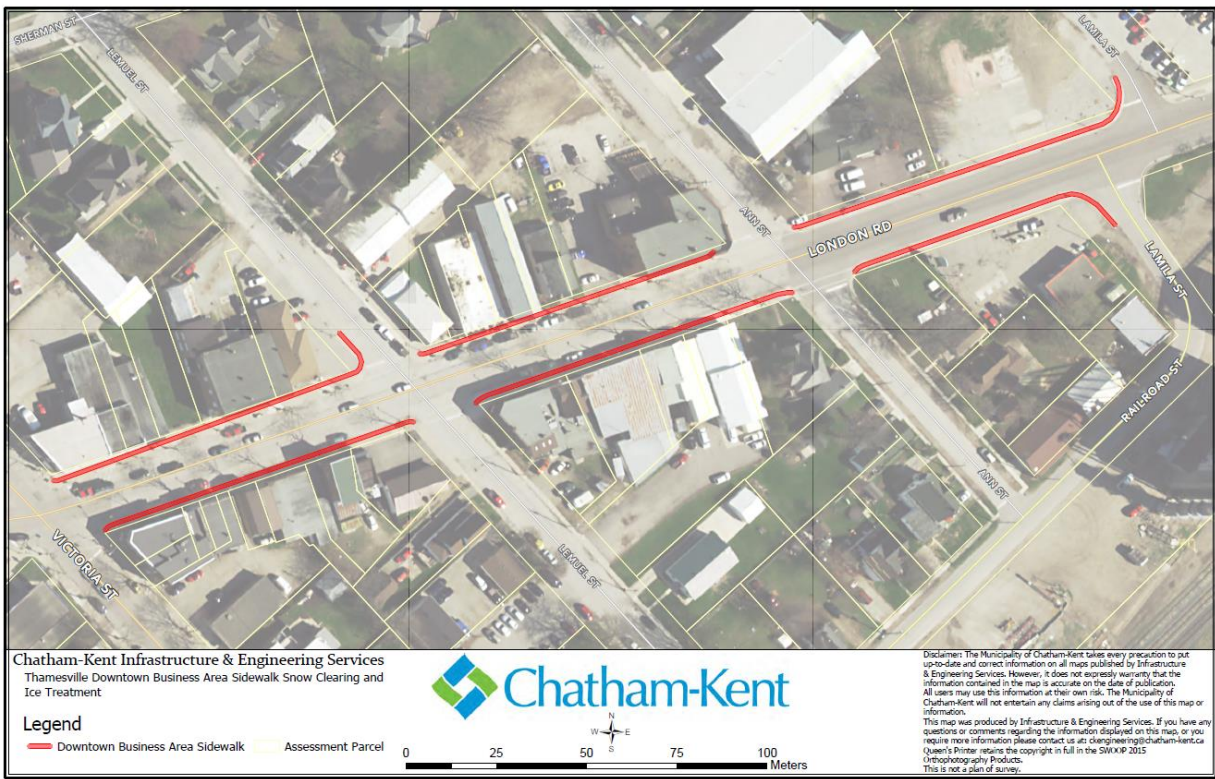 SHERMAN ST
LEMUEL ST
LAMILA ST
ANN ST
LONDON RD
LAMILA ST
RAILROAD ST
ANN ST
VICTORIA ST
LEMUEL ST
Chatham-Kent Infrastructure & Engineering Services
Thamesville Downtown Business Area Sidewalk Snow Clearing and
Ice Treatment
Legend
Downtown Business Area Sidewalk Assessment Parcel
Chatham-Kent
N
W E
S
0 25 50 75 100
Meters
Disclaimer: The Municipality of Chatham-Kent takes every precaution to put
up-to-date and correct information on all maps published by Infrastructure
& Engineering Services. However, it does not expressly warranty that the
information contained in the map is accurate on the date of publication.
All users may use this information at their own risk. The Municipality of
Chatham-Kent will not entertain any claims arising out of the use of this map or
information.
This map was produced by Infrastructure & Engineering Services. If you have any
questions or comments regarding the information displayed on this map, or you
require more information please contact us at: ckengineering@chatham-kent.ca
Queen's Printer retains the copyright in full in the SWOOP 2015
Orthophotography Products.
This is not a plan of survey.